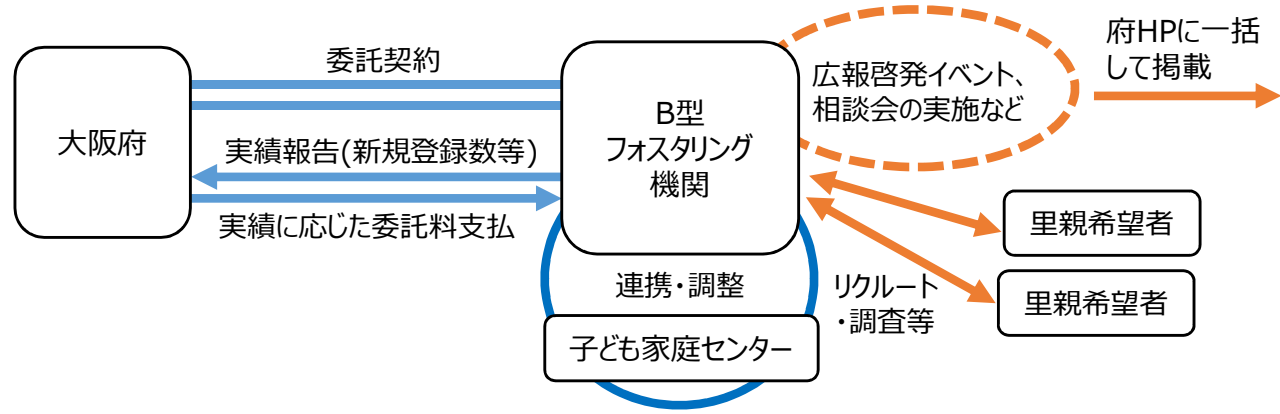 委託契約
大阪府
実績報告(新規登録数等)
実績に応じた委託料支払
B型
フォスタリング
機関
広報啓発イベント、
相談会の実施など
府HPに一括
して掲載
里親希望者
里親希望者
リクルート
・調査等
連携・調整
子ども家庭センター